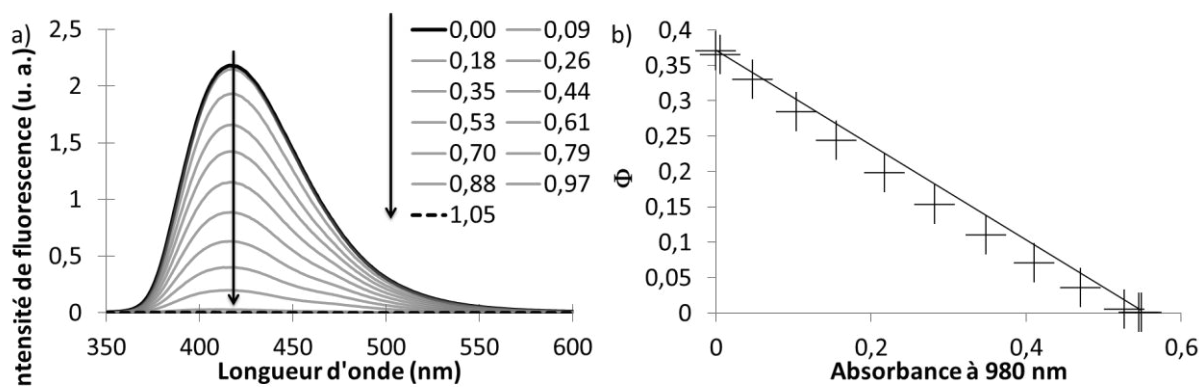 a)
ntensité de fluorescence (u. a.)
2,5
2
1,5
1
0,5
0
350 400 450 500 550 600
Longueur d'onde (nm)
0,00 0,09
0,18 0,26
0,35 0,44
0,53 0,61
0,70 0,79
0,88 0,97
1,05
b)
Φ
0,4
0,35
0,3
0,25
0,2
0,15
0,1
0,05
0
0 0,2 0,4 0,6
Absorbance à 980 nm